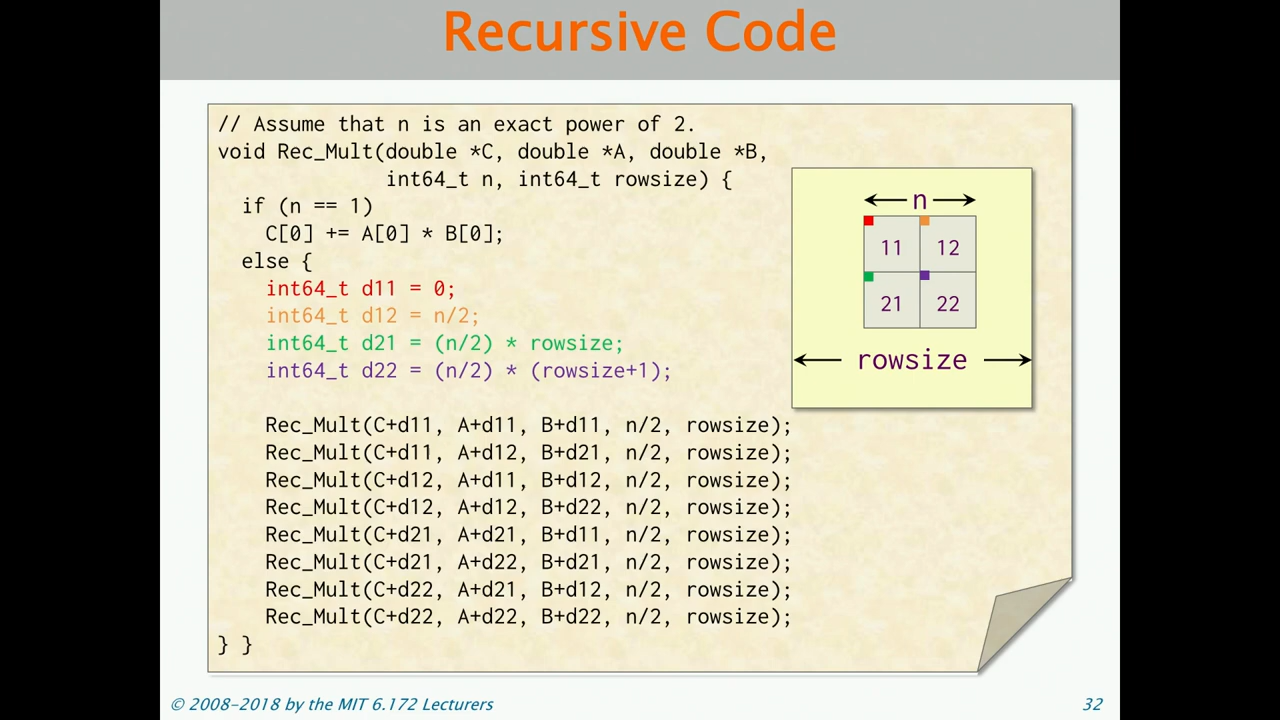 Recursive Code
// Assume that n is an exact power of 2.
void Rec_Mult(double *C, double *A, double *B,
int64_t n, int64_t rowsize) {
if (n == 1)
C[0] += A[0] * B[0];
else {
int64_t d11 = 0;
int64_t d12 = n/2;
int64_t d21 = (n/2) * rowsize;
int64_t d22 = (n/2) * (rowsize+1);
Rec_Mult(C+d11, A+d11, B+d11, n/2, rowsize);
Rec_Mult(C+d11, A+d12, B+d21, n/2, rowsize);
Rec_Mult(C+d12, A+d11, B+d12, n/2, rowsize);
Rec_Mult(C+d12, A+d12, B+d22, n/2, rowsize);
Rec_Mult(C+d21, A+d21, B+d11, n/2, rowsize);
Rec_Mult(C+d21, A+d22, B+d21, n/2, rowsize);
Rec_Mult(C+d22, A+d21, B+d12, n/2, rowsize);
Rec_Mult(C+d22, A+d22, B+d22, n/2, rowsize);
} }
n
11 12
21 22
rowsize
© 2008–2018 by the MIT 6.172 Lecturers
32